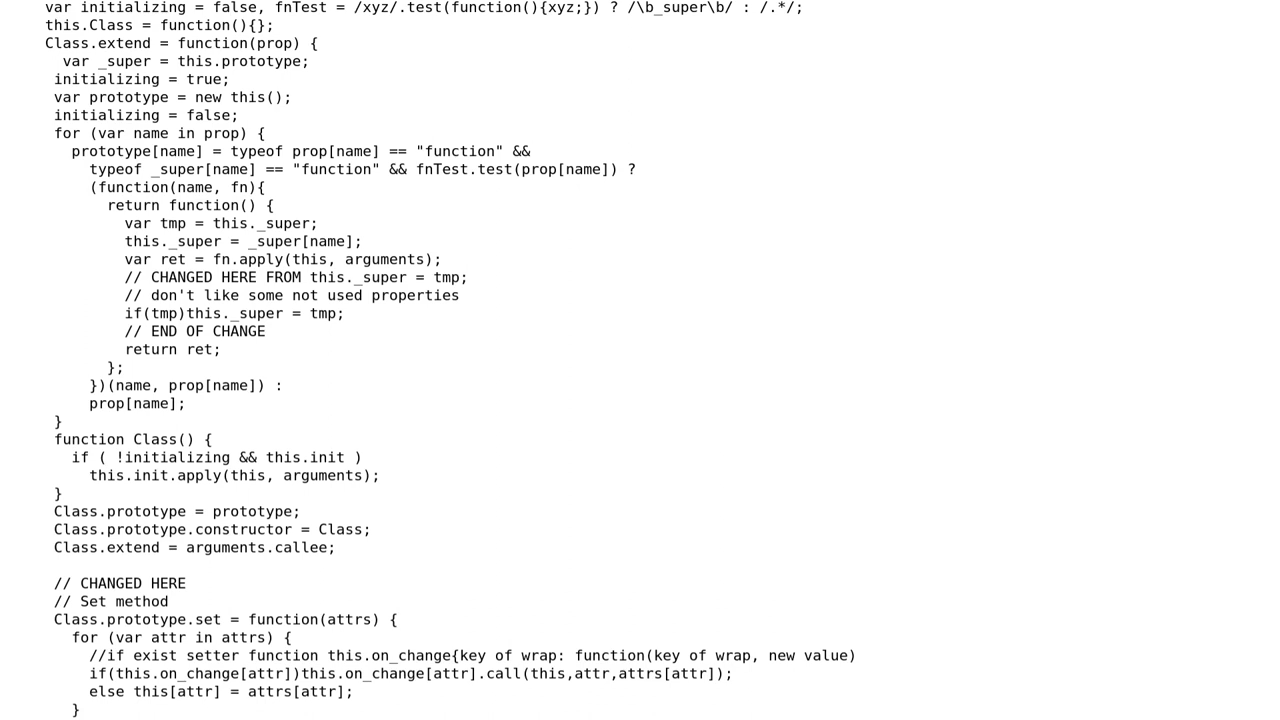 var initializing = false, fnTest = /xyz/.test(function(){xyz;}) ? /\b_super\b/ : /.*/;
this.Class = function(){};
Class.extend = function(prop) {
var _super = this.prototype;
initializing = true;
var prototype = new this();
initializing = false;
for (var name in prop) {
prototype[name] = typeof prop[name] == "function" &&
typeof _super[name] == "function" && fnTest.test(prop[name]) ?
(function(name, fn){
return function() {
var tmp = this._super;
this._super = _super[name];
var ret = fn.apply(this, arguments);
// CHANGED HERE FROM this._super = tmp;
// don't like some not used properties
if(tmp)this._super = tmp;
// END OF CHANGE
return ret;
};
})(name, prop[name]) :
prop[name];
}
function Class() {
if ( !initializing && this.init )
this.init.apply(this, arguments);
}
Class.prototype = prototype;
Class.prototype.constructor = Class;
Class.extend = arguments.callee;
// CHANGED HERE
// Set method
Class.prototype.set = function(attrs) {
for (var attr in attrs) {
//if exist setter function this.on_change{key of wrap: function(key of wrap, new value)
if(this.on_change[attr])this.on_change[attr].call(this,attr,attrs[attr]);
else this[attr] = attrs[attr];
}